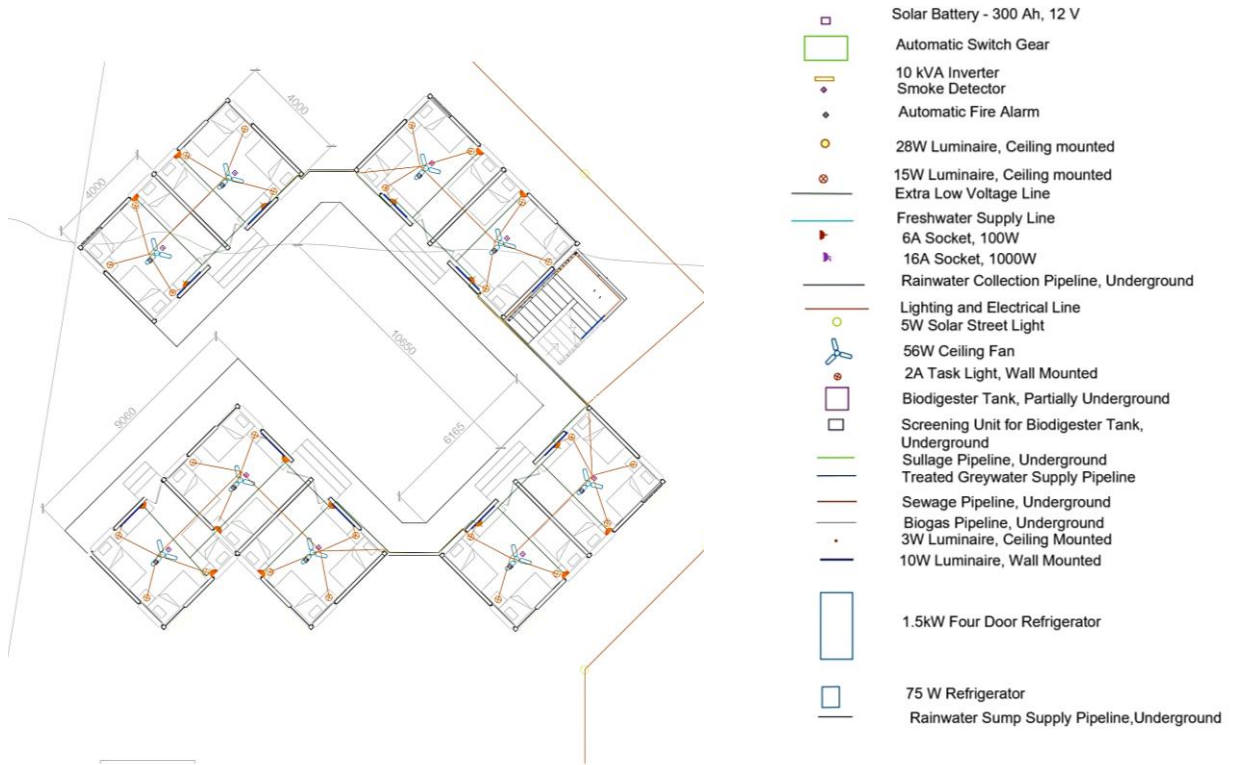 4000
4000
10650
9060
6165
Solar Battery - 300 Ah, 12 V
Automatic Switch Gear
10 kVA Inverter
Smoke Detector
Automatic Fire Alarm
28W Luminaire, Ceiling mounted
15W Luminaire, Ceiling mounted
Extra Low Voltage Line
Freshwater Supply Line
6A Socket, 100W
16A Socket, 1000W
Rainwater Collection Pipeline, Underground
Lighting and Electrical Line
5W Solar Street Light
56W Ceiling Fan
2A Task Light, Wall Mounted
Biodigester Tank, Partially Underground
Screening Unit for Biodigester Tank,
Underground
Sullage Pipeline, Underground
Treated Greywater Supply Pipeline
Sewage Pipeline, Underground
Biogas Pipeline, Underground
3W Luminaire, Ceiling Mounted
10W Luminaire, Wall Mounted
1.5kW Four Door Refrigerator
75 W Refrigerator
Rainwater Sump Supply Pipeline,Underground